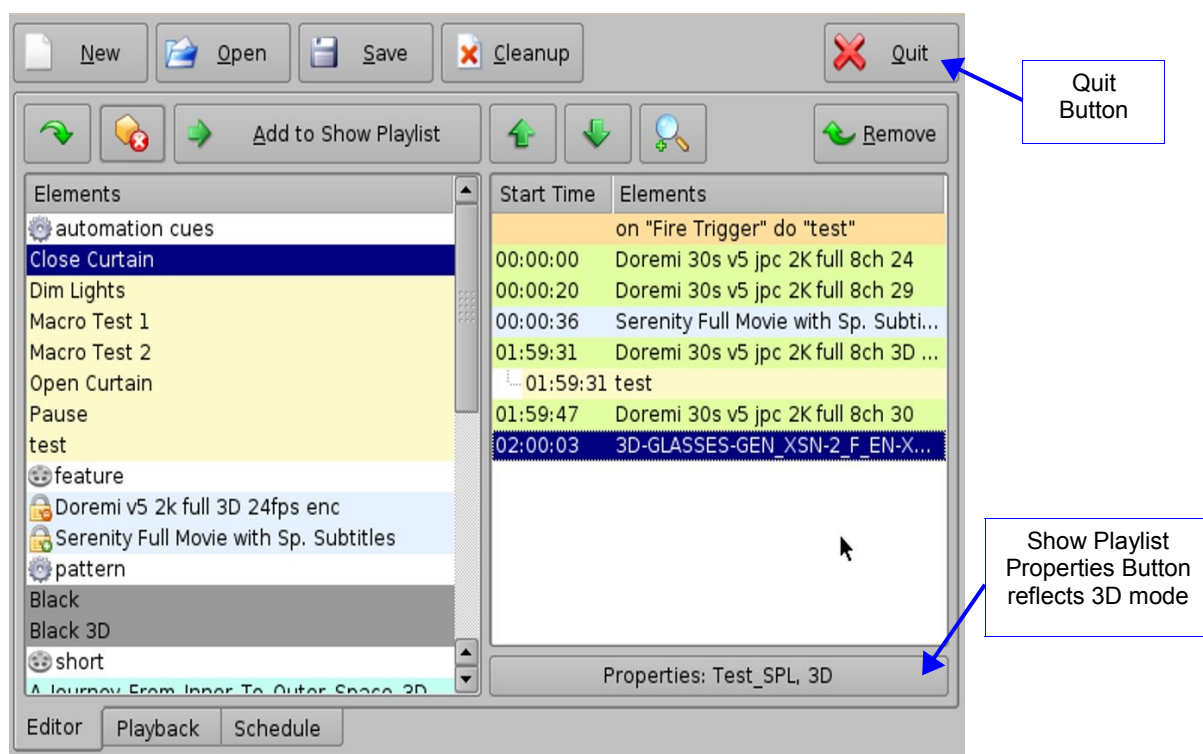 New Open Save Cleanup Quit
Quit
Button
Add to Show Playlist Remove
Elements
automation cues
Close Curtain
Dim Lights
Macro Test 1
Macro Test 2
Open Curtain
Pause
test
feature
Doremi v5 2k full 3D 24fps enc
Serenity Full Movie with Sp. Subtitles
pattern
Black
Black 3D
short
A Journey From Inner To Outer Space 3D
Start Time Elements
on "Fire Trigger" do "test"
00:00:00 Doremi 30s v5 jpc 2K full 8ch 24
00:00:20 Doremi 30s v5 jpc 2K full 8ch 29
00:00:36 Serenity Full Movie with Sp. Subti...
01:59:31 Doremi 30s v5 jpc 2K full 8ch 3D ...
01:59:31 test
01:59:47 Doremi 30s v5 jpc 2K full 8ch 30
02:00:03 3D-GLASSES-GEN_XSN-2_F_EN-X...
Properties: Test_SPL, 3D
Show Playlist
Properties Button
reflects 3D mode
Editor Playback Schedule